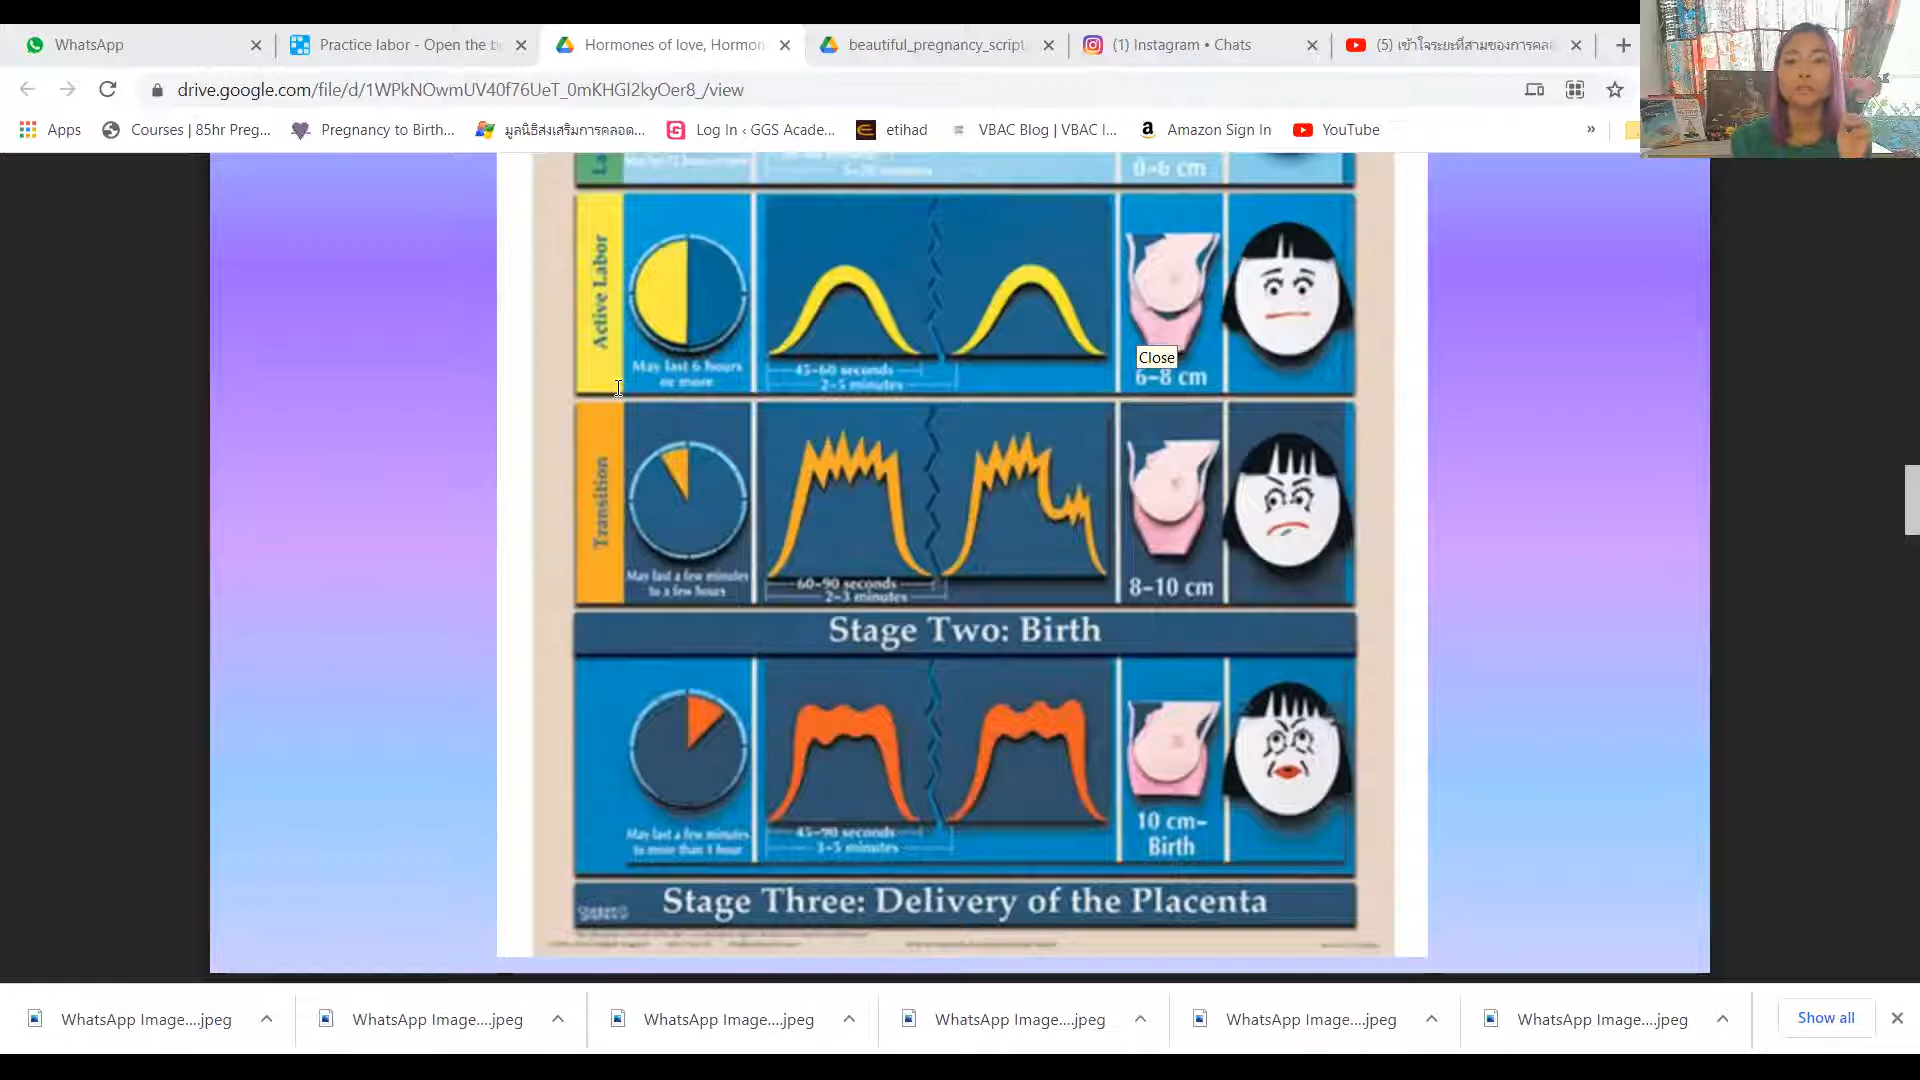 WhatsApp
Practice labor - Open the b
Hormones of love, Hormon
beautiful_pregnancy_script
(1) Instagram • Chats
(5) เข้าใจระยะที่สามของการคลอ
drive.google.com/file/d/1WPkNOwmUV40f76UeT_0mKHGl2kyOer8_/view
Apps
Courses | 85hr Preg...
Pregnancy to Birth...
มูลนิธิส่งเสริมการคลอด...
Log In ‹ GGS Acade...
etihad
VBAC Blog | VBAC I...
Amazon Sign In
YouTube
»
0–6 cm
Active Labor
May last 6 hours
or more
45–60 seconds
2–5 minutes
Close
6–8 cm
Transition
May last a few minutes
to a few hours
60–90 seconds
2–3 minutes
8–10 cm
Stage Two: Birth
May last a few minutes
to more than 1 hour
45–90 seconds
3–5 minutes
10 cm–
Birth
Stage Three: Delivery of the Placenta
WhatsApp Image....jpeg
WhatsApp Image....jpeg
WhatsApp Image....jpeg
WhatsApp Image....jpeg
WhatsApp Image....jpeg
WhatsApp Image....jpeg
Show all